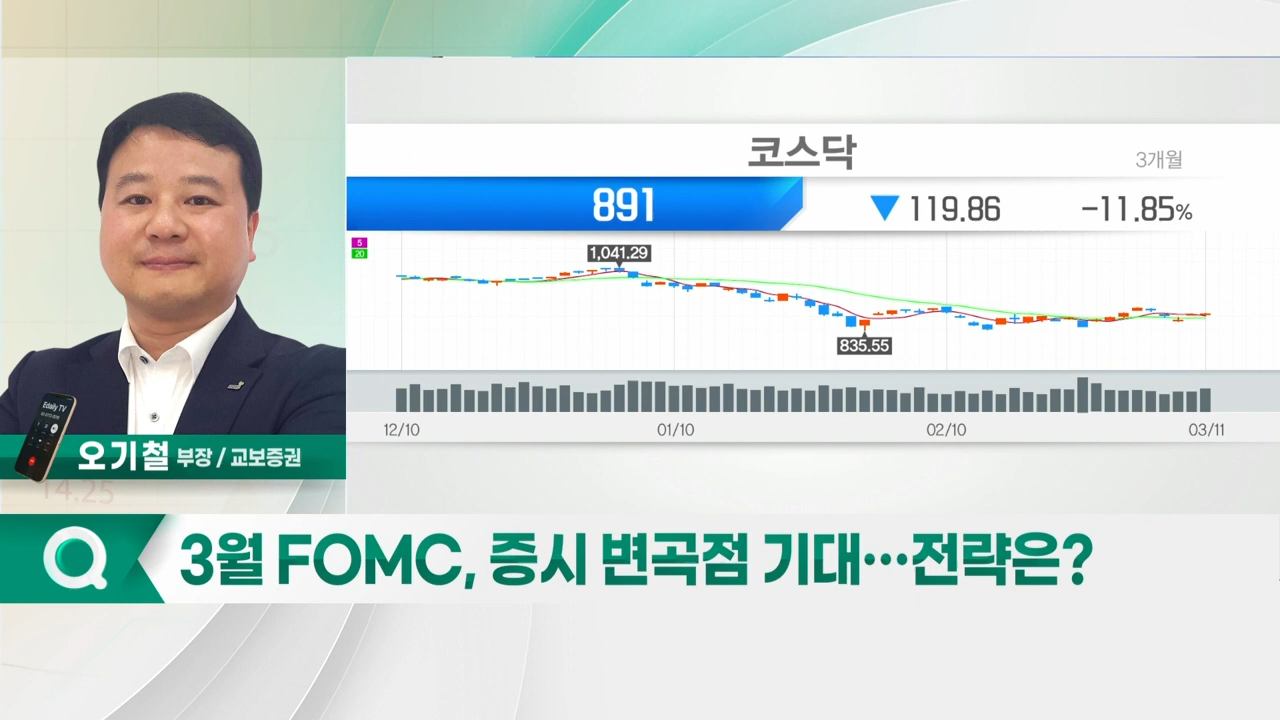 코스닥
3개월
891
▼ 119.86
-11.85%
5
20
1,041.29
835.55
12/10
01/10
02/10
03/11
Edaily TV
오기철 부장 / 교보증권
14.25
Q
3월 FOMC, 증시 변곡점 기대…전략은?